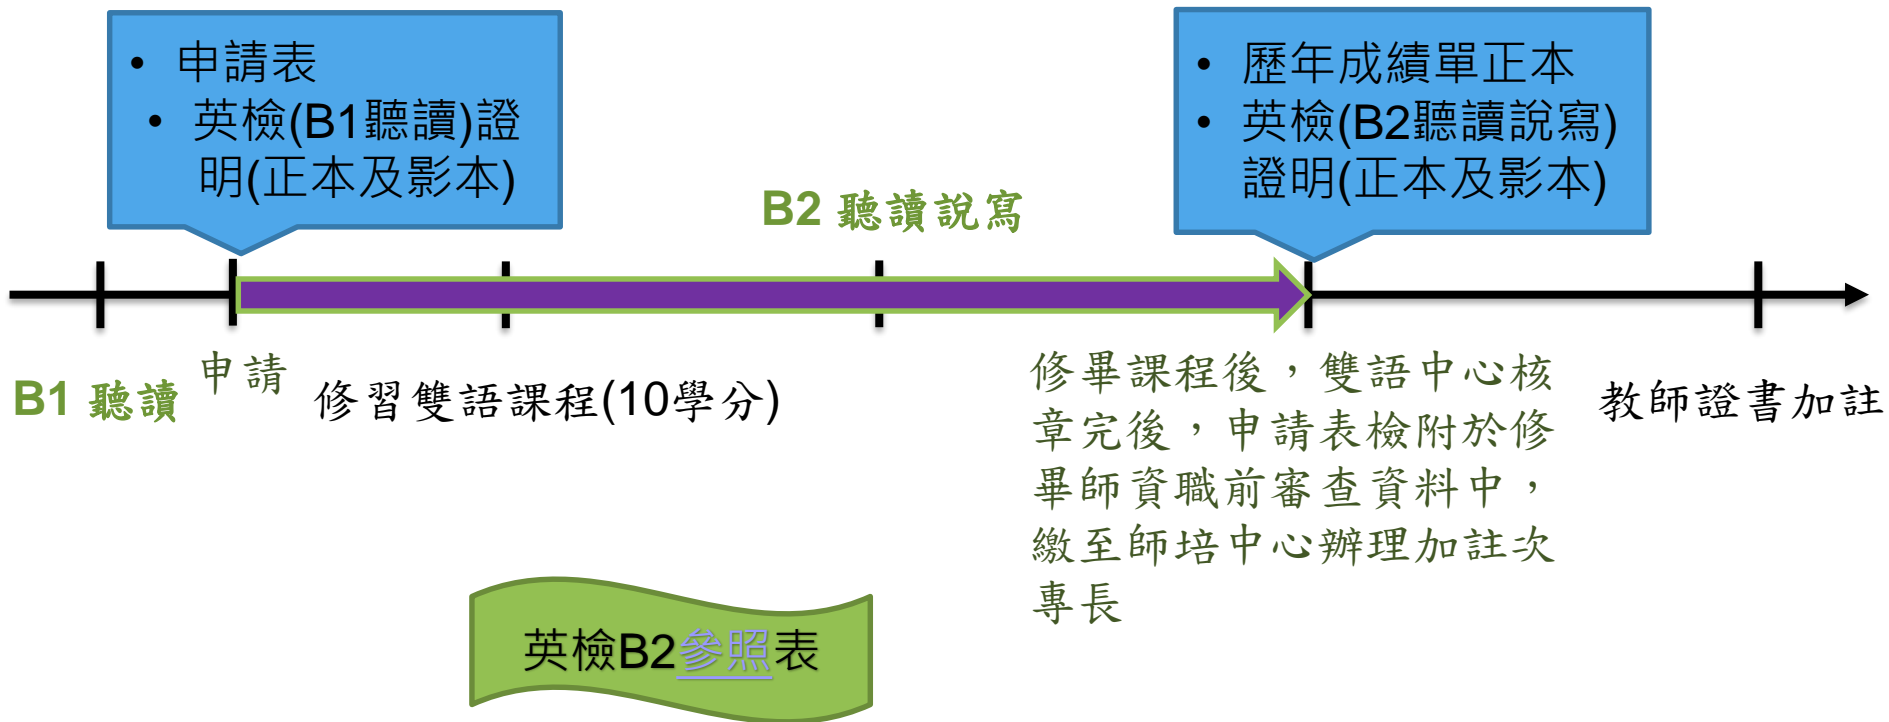 • 申請表
• 英檢(B1聽讀)證
明(正本及影本)
• 歷年成績單正本
• 英檢(B2聽讀說寫)
證明(正本及影本)
B2 聽讀說寫
B1 聽讀
申請
修習雙語課程(10學分)
修畢課程後，雙語中心核
章完後，申請表檢附於修
畢師資職前審查資料中，
繳至師培中心辦理加註次
專長
教師證書加註
英檢B2參照表